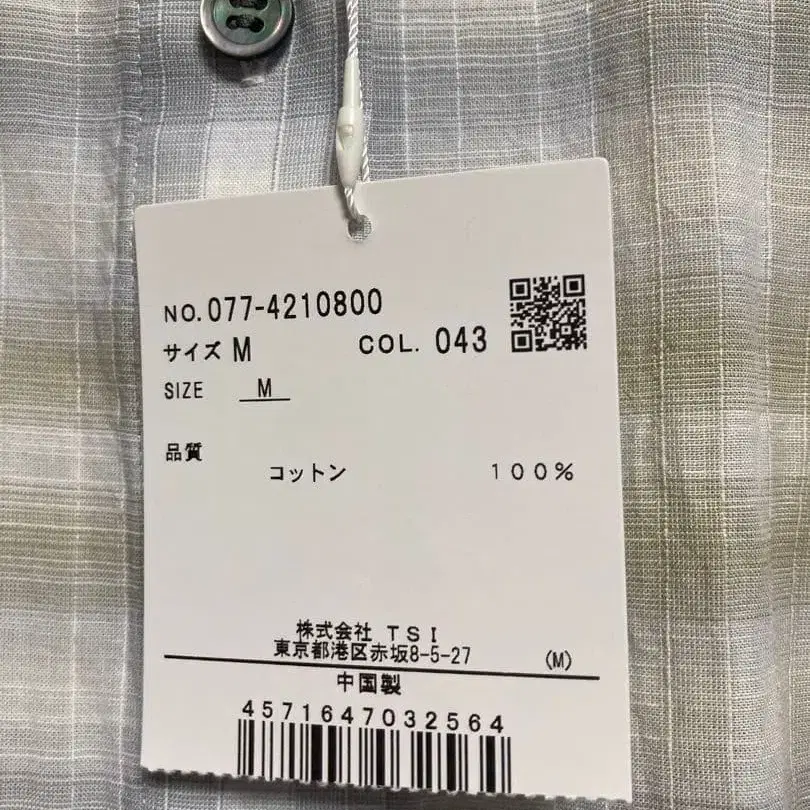 NO.077-4210800
サイズ M COL. 043
SIZE M
品質
コットン 100%
株式会社 TSI
東京都港区赤坂8-5-27 (M)
中国製
4571647032564